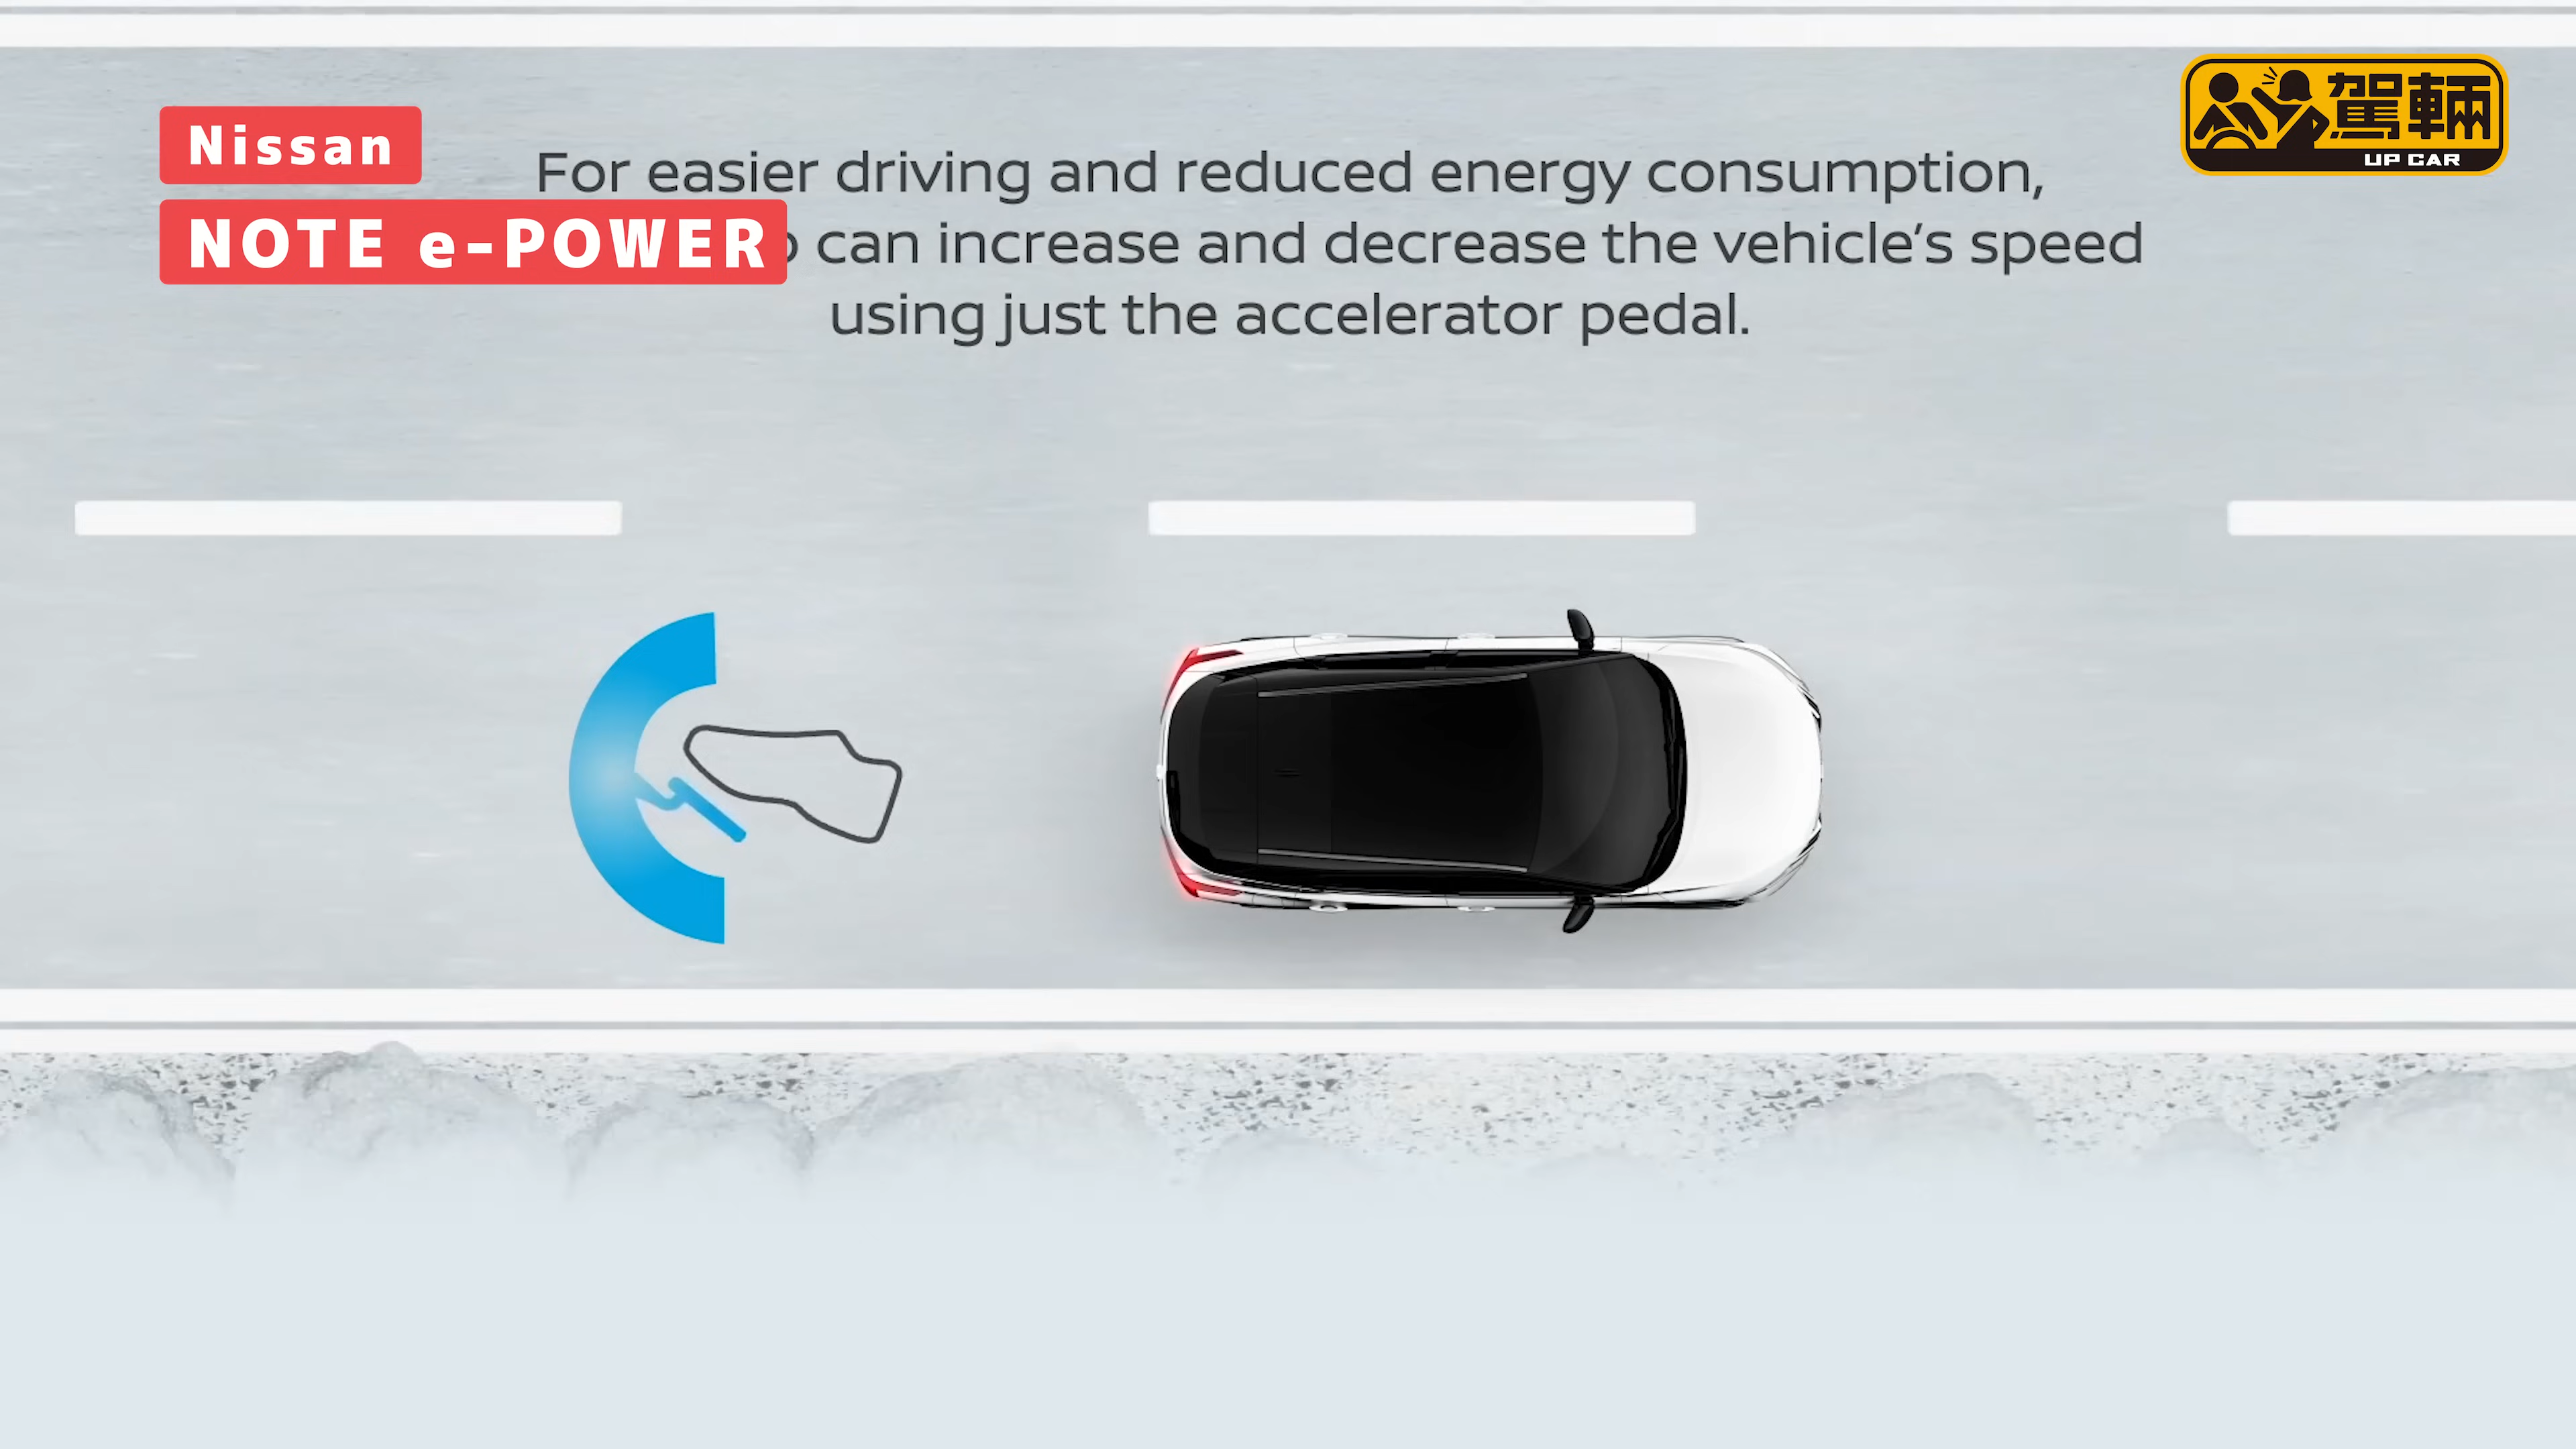 Nissan
NOTE e-POWER
For easier driving and reduced energy consumption,
can increase and decrease the vehicle's speed
using just the accelerator pedal.
駕輛
UP CAR